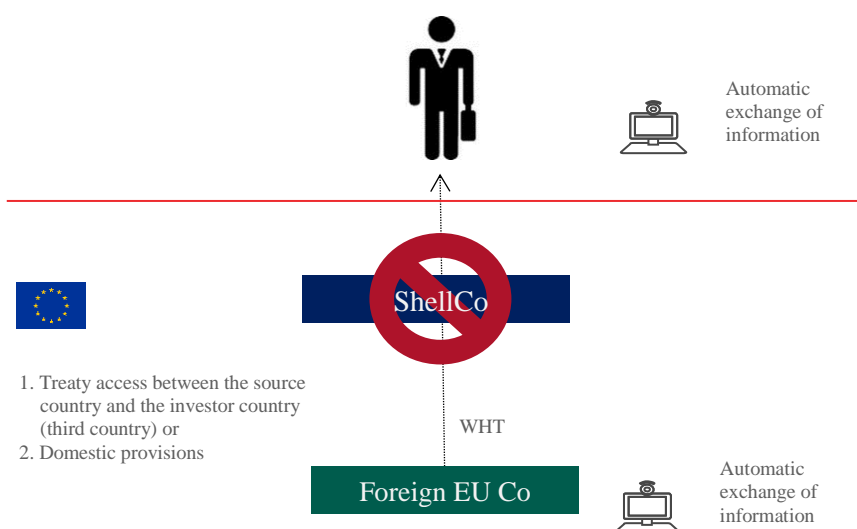 Automatic
exchange of
information
ShellCo
1. Treaty access between the source
country and the investor country
(third country) or
2. Domestic provisions
WHT
Foreign EU Co
Automatic
exchange of
information